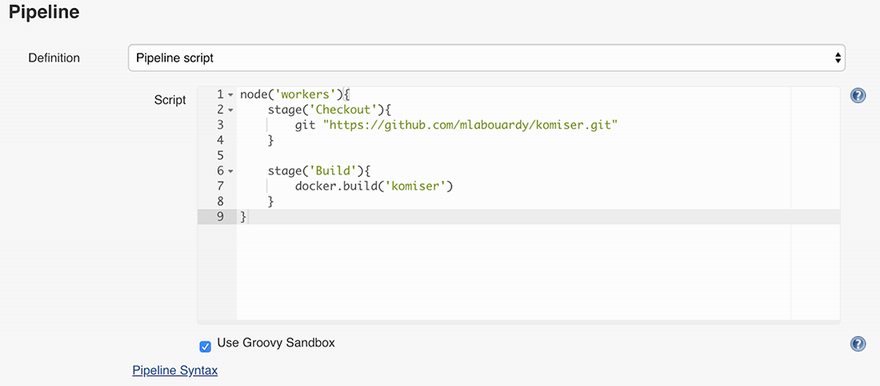 Pipeline
Definition
Pipeline script
Script
1 node('workers'){
2     stage('Checkout'){
3         git "https://github.com/mlabouardy/komiser.git"
4     }
5
6     stage('Build'){
7         docker.build('komiser')
8     }
9 }
?
Use Groovy Sandbox
?
Pipeline Syntax